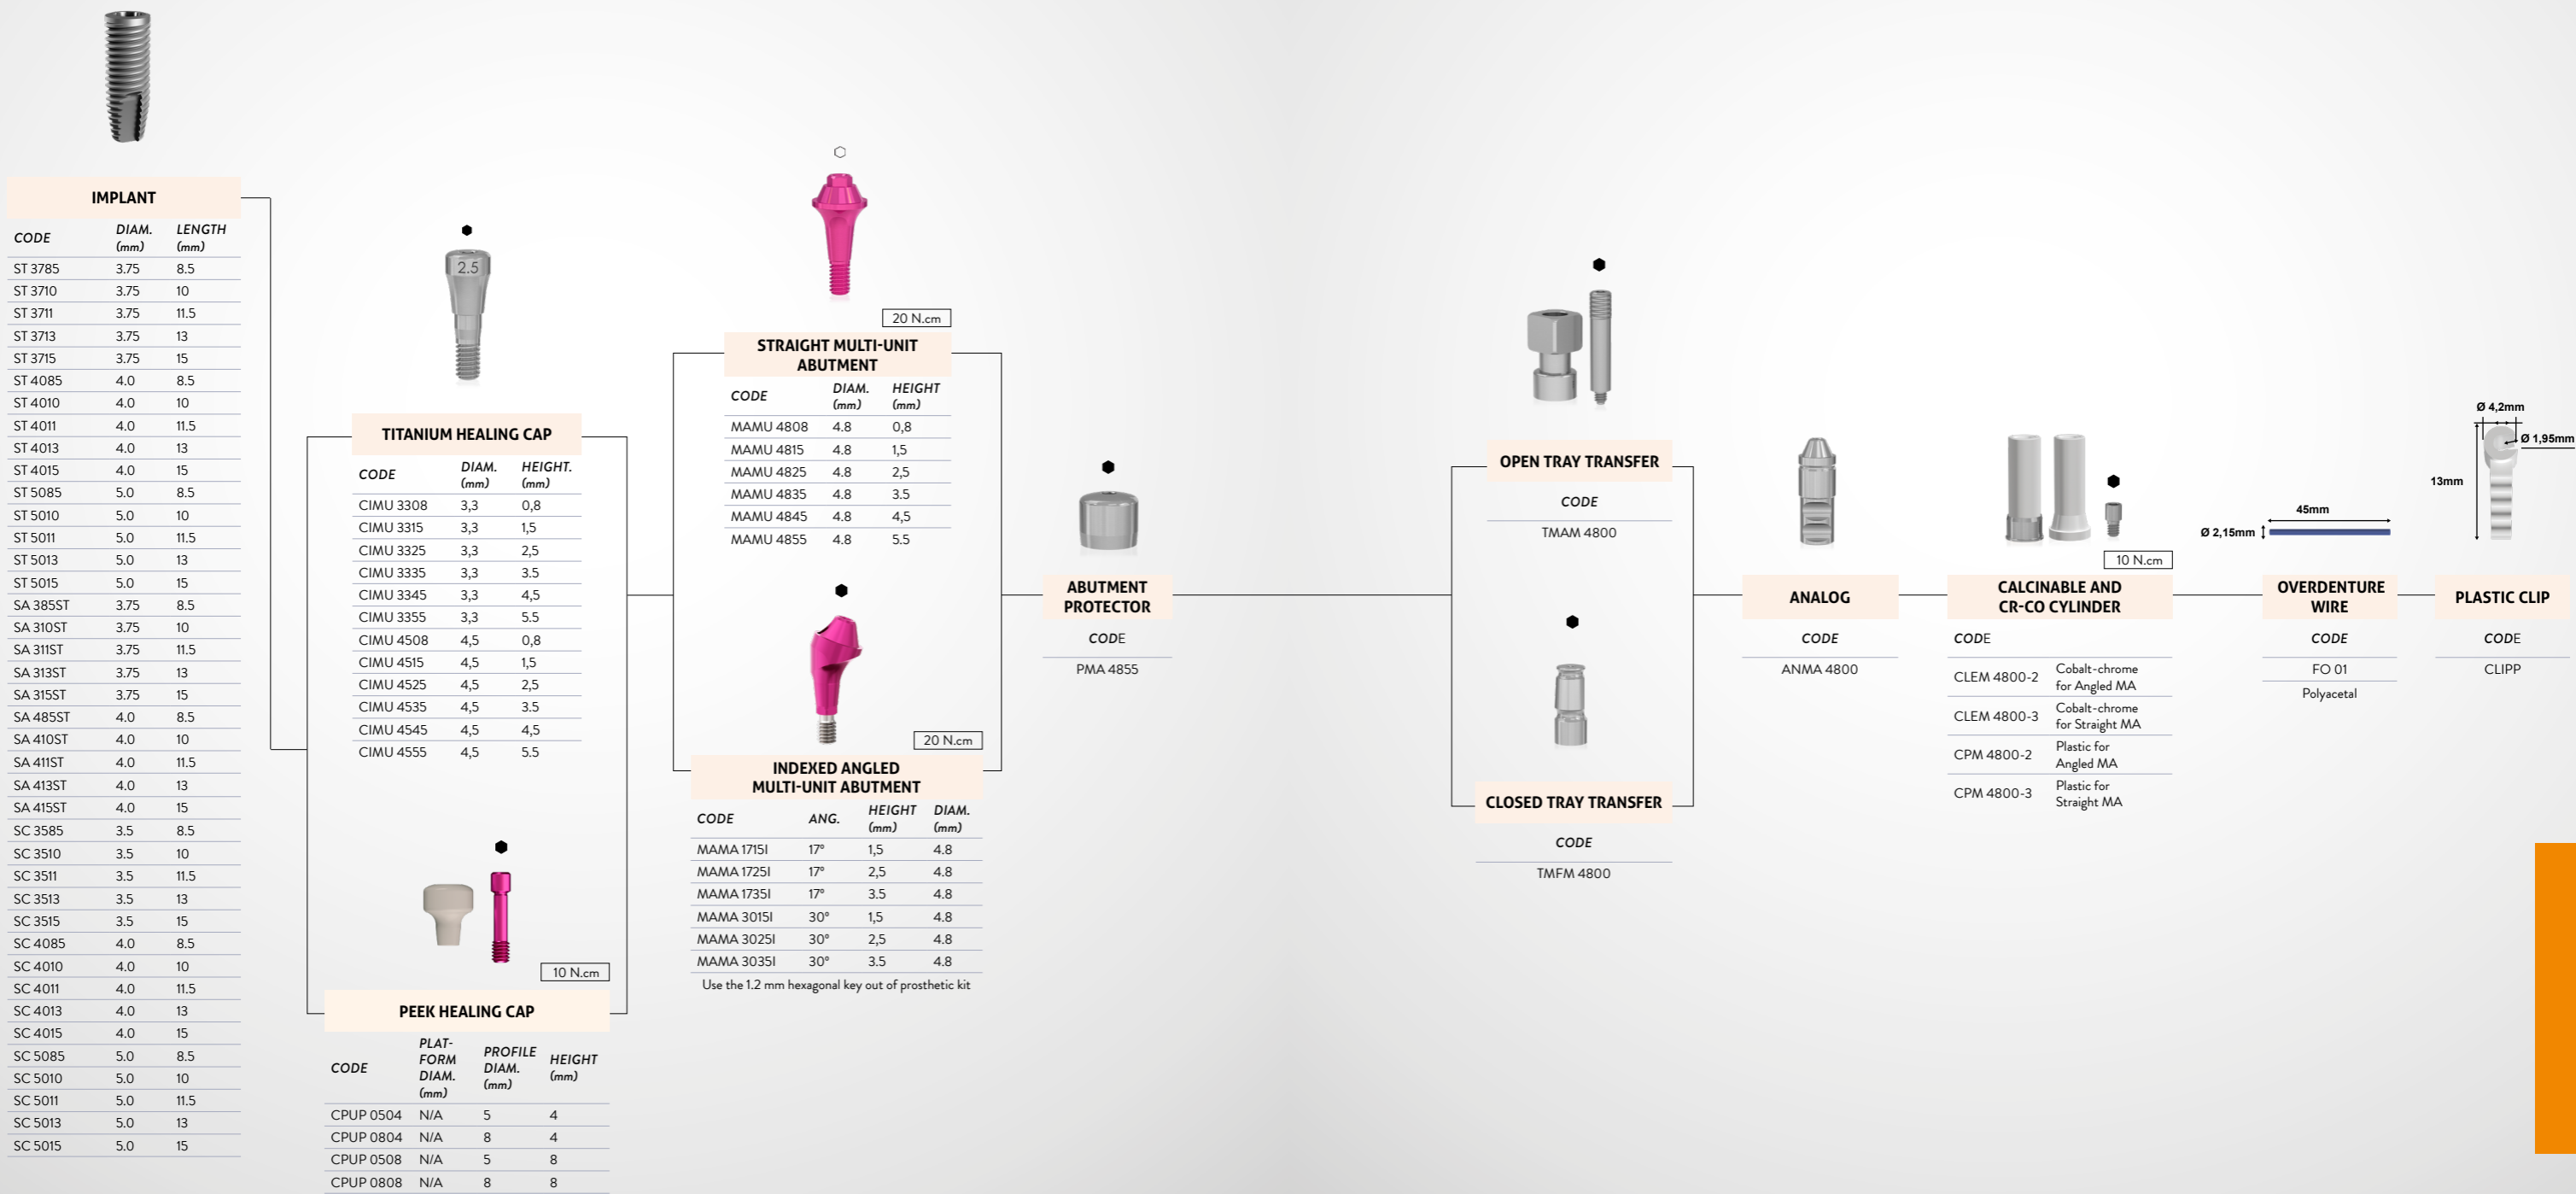 IMPLANT
CODE DIAM. (mm) LENGTH (mm)
ST 3785 3.75 8.5
ST 3710 3.75 10
ST 3711 3.75 11.5
ST 3713 3.75 13
ST 3715 3.75 15
ST 4085 4.0 8.5
ST 4010 4.0 10
ST 4011 4.0 11.5
ST 4013 4.0 13
ST 4015 4.0 15
ST 5085 5.0 8.5
ST 5010 5.0 10
ST 5011 5.0 11.5
ST 5013 5.0 13
ST 5015 5.0 15
SA 385ST 3.75 8.5
SA 310ST 3.75 10
SA 311ST 3.75 11.5
SA 313ST 3.75 13
SA 315ST 3.75 15
SA 485ST 4.0 8.5
SA 410ST 4.0 10
SA 411ST 4.0 11.5
SA 413ST 4.0 13
SA 415ST 4.0 15
SC 3585 3.5 8.5
SC 3510 3.5 10
SC 3511 3.5 11.5
SC 3513 3.5 13
SC 3515 3.5 15
SC 4085 4.0 8.5
SC 4010 4.0 10
SC 4011 4.0 11.5
SC 4013 4.0 13
SC 4015 4.0 15
SC 5085 5.0 8.5
SC 5010 5.0 10
SC 5011 5.0 11.5
SC 5013 5.0 13
SC 5015 5.0 15
2.5
TITANIUM HEALING CAP
CODE DIAM. (mm) HEIGHT. (mm)
CIMU 3308 3,3 0,8
CIMU 3315 3,3 1,5
CIMU 3325 3,3 2,5
CIMU 3335 3,3 3.5
CIMU 3345 3,3 4,5
CIMU 3355 3,3 5.5
CIMU 4508 4,5 0,8
CIMU 4515 4,5 1,5
CIMU 4525 4,5 2,5
CIMU 4535 4,5 3.5
CIMU 4545 4,5 4,5
CIMU 4555 4,5 5.5
10 N.cm
PEEK HEALING CAP
CODE PLAT-FORM DIAM. (mm) PROFILE DIAM. (mm) HEIGHT (mm)
CPUP 0504 N/A 5 4
CPUP 0804 N/A 8 4
CPUP 0508 N/A 5 8
CPUP 0808 N/A 8 8
20 N.cm
STRAIGHT MULTI-UNIT
ABUTMENT
CODE DIAM. (mm) HEIGHT (mm)
MAMU 4808 4.8 0,8
MAMU 4815 4.8 1,5
MAMU 4825 4.8 2,5
MAMU 4835 4.8 3.5
MAMU 4845 4.8 4,5
MAMU 4855 4.8 5.5
20 N.cm
INDEXED ANGLED
MULTI-UNIT ABUTMENT
CODE ANG. HEIGHT (mm) DIAM. (mm)
MAMA 1715I 17º 1,5 4.8
MAMA 1725I 17º 2,5 4.8
MAMA 1735I 17º 3.5 4.8
MAMA 3015I 30º 1,5 4.8
MAMA 3025I 30º 2,5 4.8
MAMA 3035I 30º 3.5 4.8
Use the 1.2 mm hexagonal key out of prosthetic kit
ABUTMENT
PROTECTOR
CODE
PMA 4855
OPEN TRAY TRANSFER
CODE
TMAM 4800
CLOSED TRAY TRANSFER
CODE
TMFM 4800
ANALOG
CODE
ANMA 4800
10 N.cm
CALCINABLE AND
CR-CO CYLINDER
CODE
CLEM 4800-2 Cobalt-chrome for Angled MA
CLEM 4800-3 Cobalt-chrome for Straight MA
CPM 4800-2 Plastic for Angled MA
CPM 4800-3 Plastic for Straight MA
45mm
Ø 2,15mm
OVERDENTURE
WIRE
CODE
FO 01
Polyacetal
Ø 4,2mm
Ø 1,95mm
13mm
PLASTIC CLIP
CODE
CLIPP